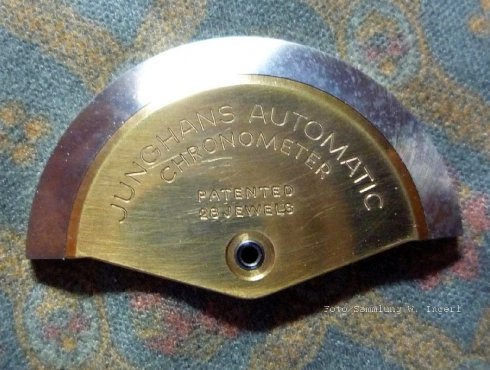 JUNGHANS AUTOMATIC
CHRONOMETER
PATENTED
28 JEWELS
Foto Sammlung W. Ingerl